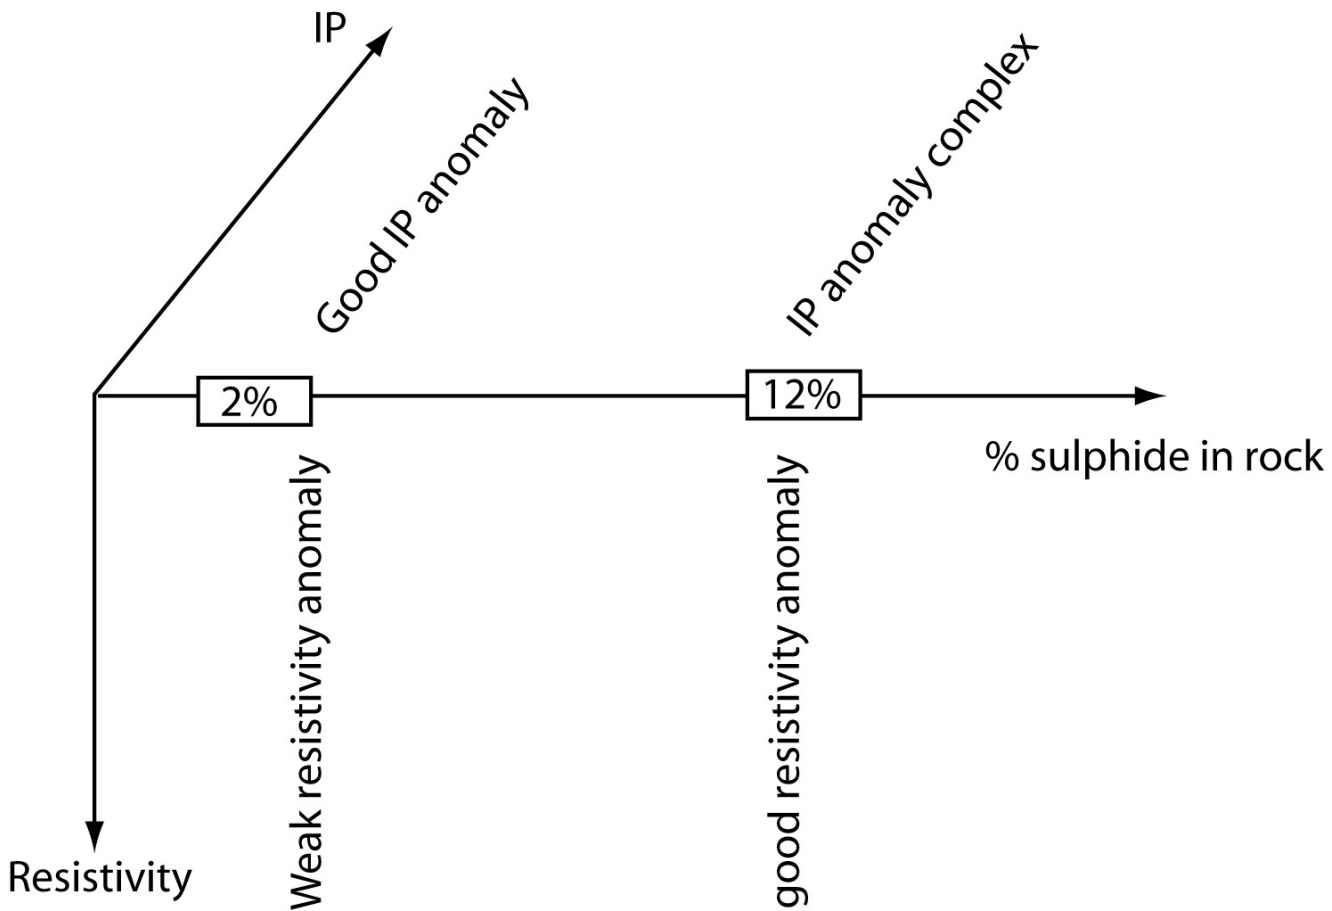 IP
Good IP anomaly
IP anomaly complex
2%
12%
% sulphide in rock
Weak resistivity anomaly
good resistivity anomaly
Resistivity